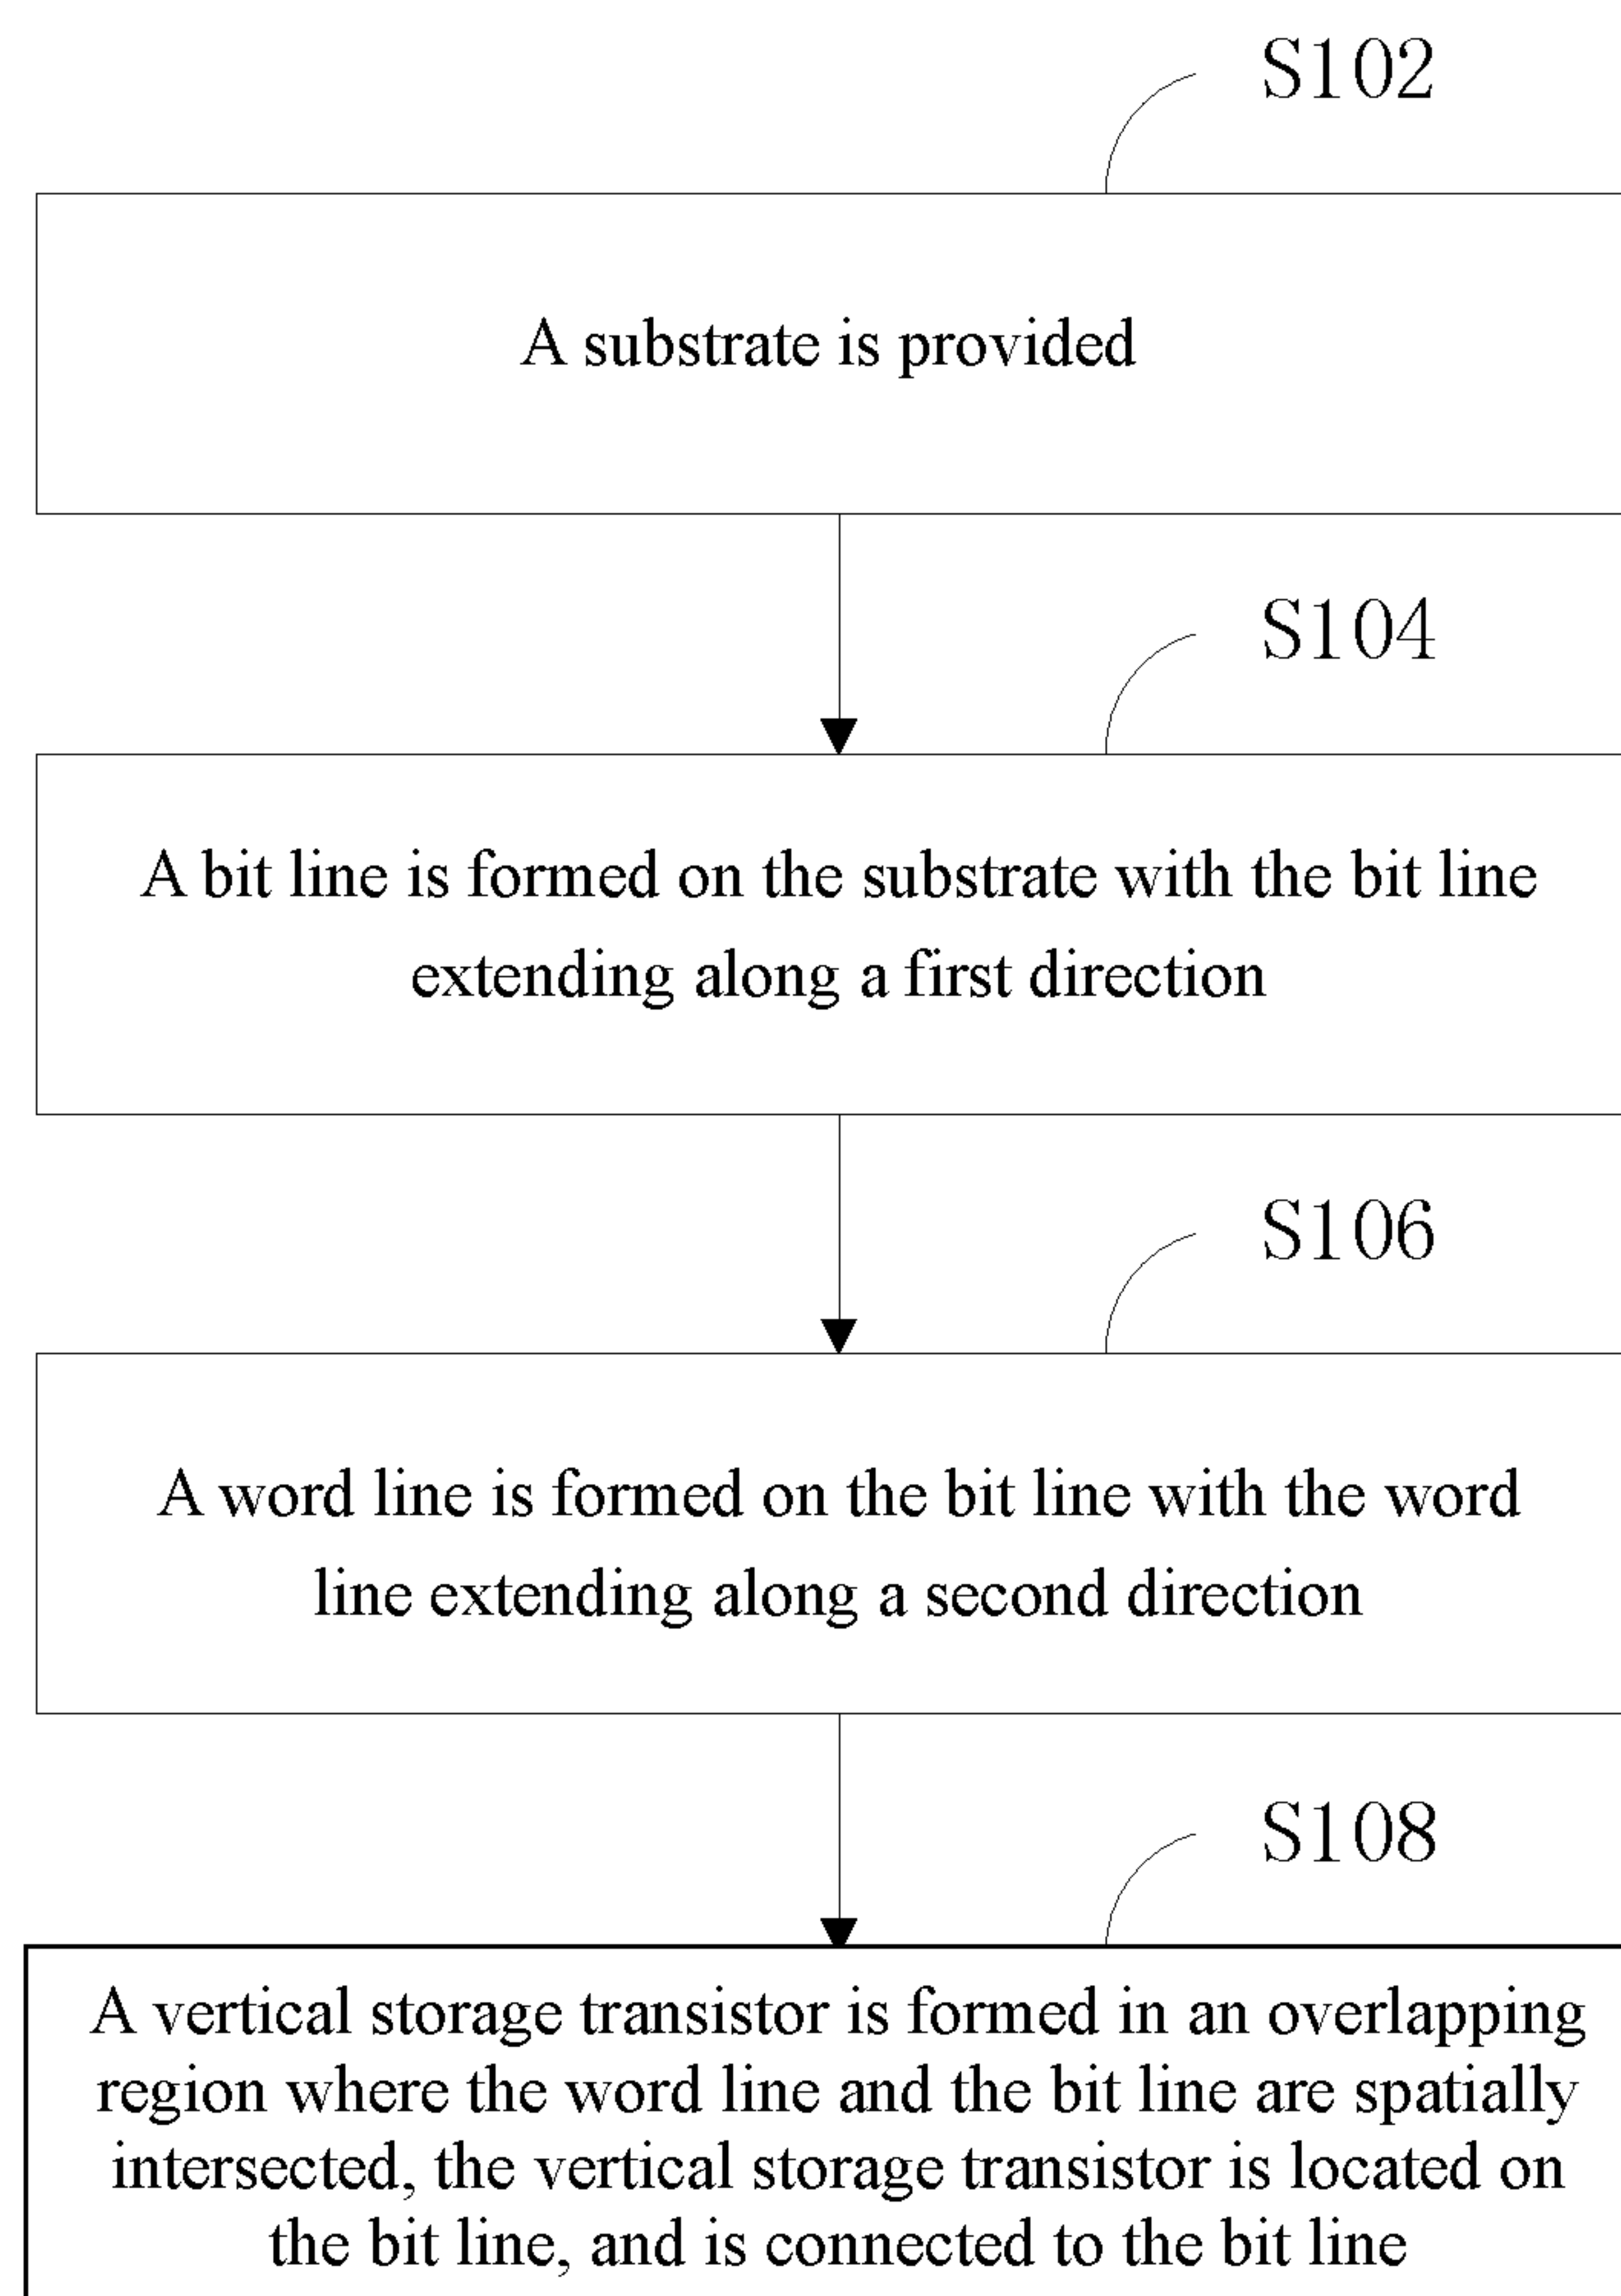 S102
A substrate is provided
S104
A bit line is formed on the substrate with the bit line
extending along a first direction
S106
A word line is formed on the bit line with the word
line extending along a second direction
S108
A vertical storage transistor is formed in an overlapping
region where the word line and the bit line are spatially
intersected, the vertical storage transistor is located on
the bit line, and is connected to the bit line